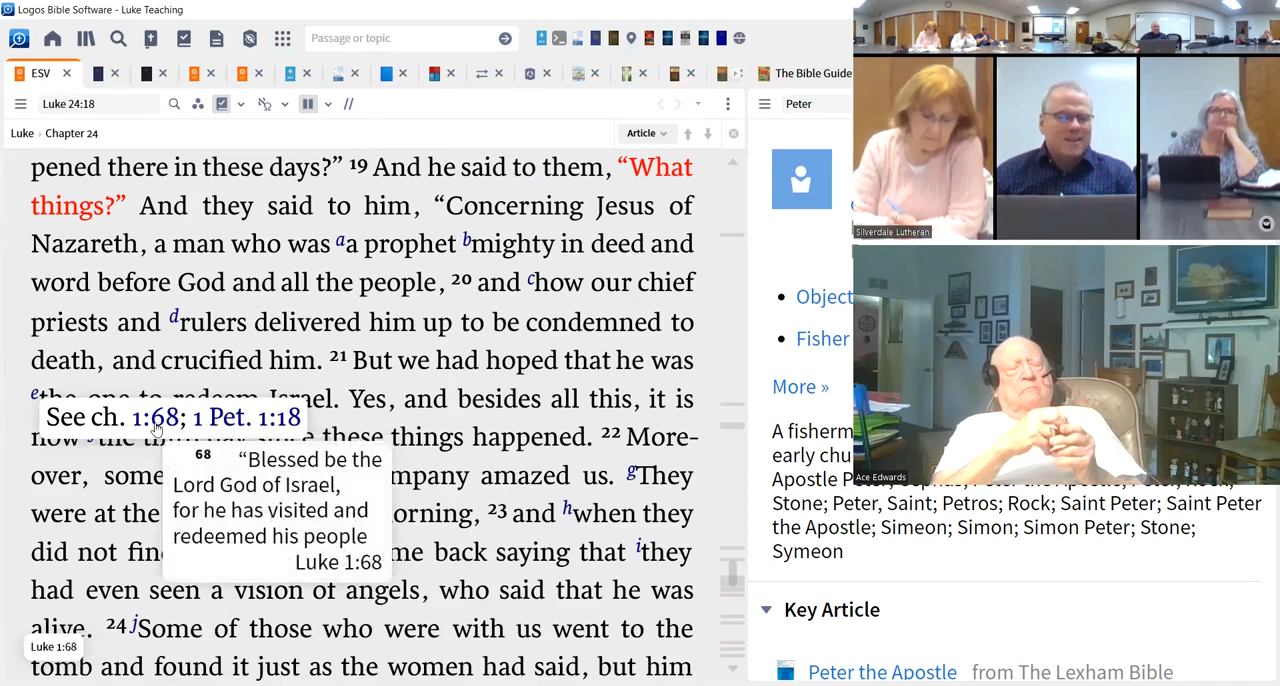 Logos Bible Software - Luke Teaching
Passage or topic
ESV
The Bible Guide
Luke 24:18
Peter
Luke › Chapter 24
Article
pened there in these days?” 19 And he said to them, “What
things?” And they said to him, “Concerning Jesus of
Nazareth, a man who was a a prophet b mighty in deed and
word before God and all the people, 20 and c how our chief
priests and d rulers delivered him up to be condemned to
death, and crucified him. 21 But we had hoped that he was
e the one to redeem Israel. Yes, and besides all this, it is
See ch. 1:68; 1 Pet. 1:18
now the third day since these things happened. 22 More-
over, some company amazed us. g They
were at the orning, 23 and h when they
did not fin me back saying that i they
had even seen a vision of angels, who said that he was
alive. 24 j Some of those who were with us went to the
tomb and found it just as the women had said, but him
68 “Blessed be the
Lord God of Israel,
for he has visited and
redeemed his people
Luke 1:68
Luke 1:68
Object
Fisher
More »
A fisherm
early chu
Apostle P
Stone; Peter, Saint; Petros; Rock; Saint Peter; Saint Peter
the Apostle; Simeon; Simon; Simon Peter; Stone;
Symeon
Key Article
Peter the Apostle from The Lexham Bible
Silverdale Lutheran
Ace Edwards